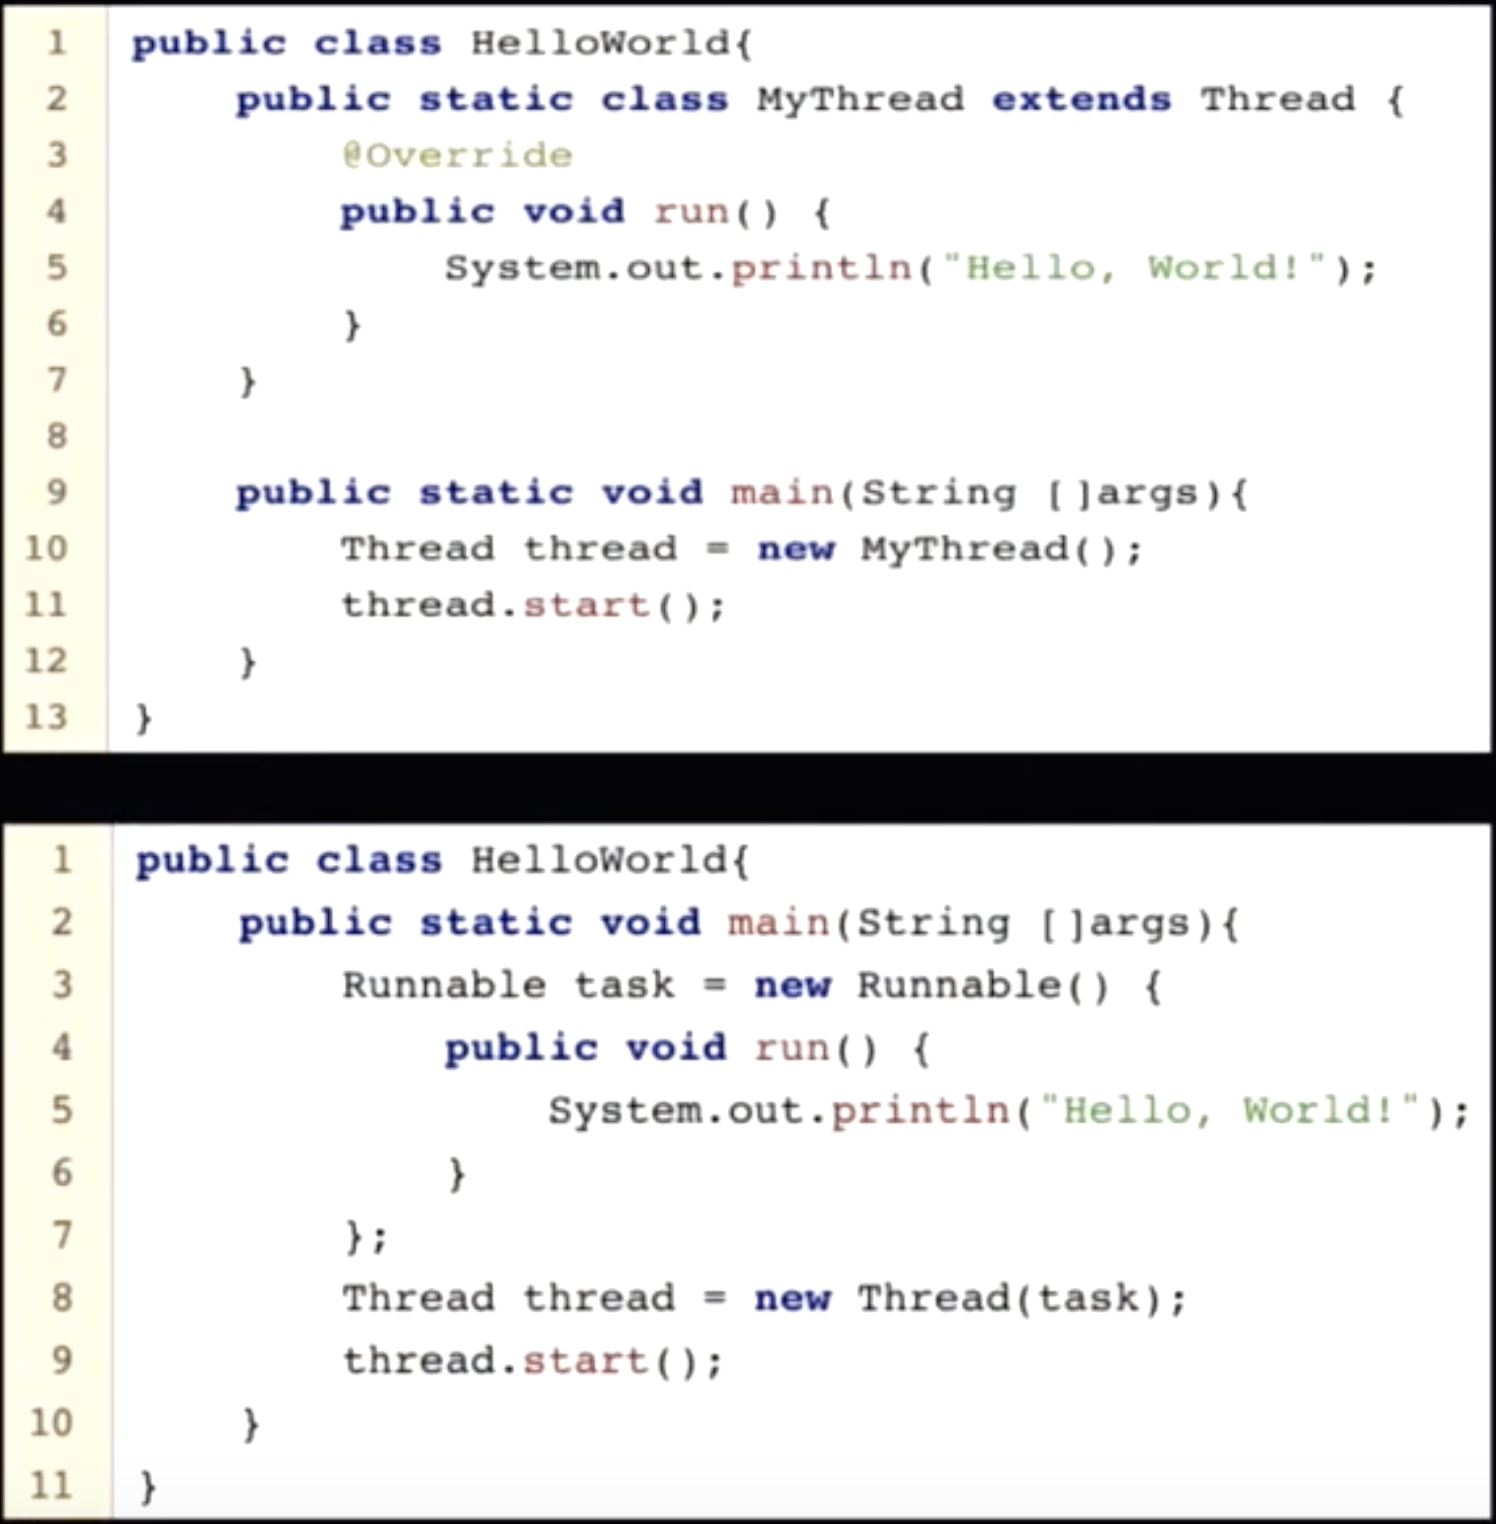 1 public class HelloWorld{
2 public static class MyThread extends Thread {
3 @Override
4 public void run() {
5 System.out.println("Hello, World!");
6 }
7 }
8
9 public static void main(String []args){
10 Thread thread = new MyThread();
11 thread.start();
12 }
13 }
1 public class HelloWorld{
2 public static void main(String []args){
3 Runnable task = new Runnable() {
4 public void run() {
5 System.out.println("Hello, World!");
6 }
7 };
8 Thread thread = new Thread(task);
9 thread.start();
10 }
11 }